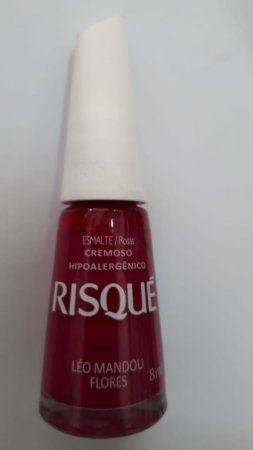 ESMALTE / Rosas
CREMOSO
HIPOALERGÊNICO
RISQUÉ
LÉO MANDOU
FLORES